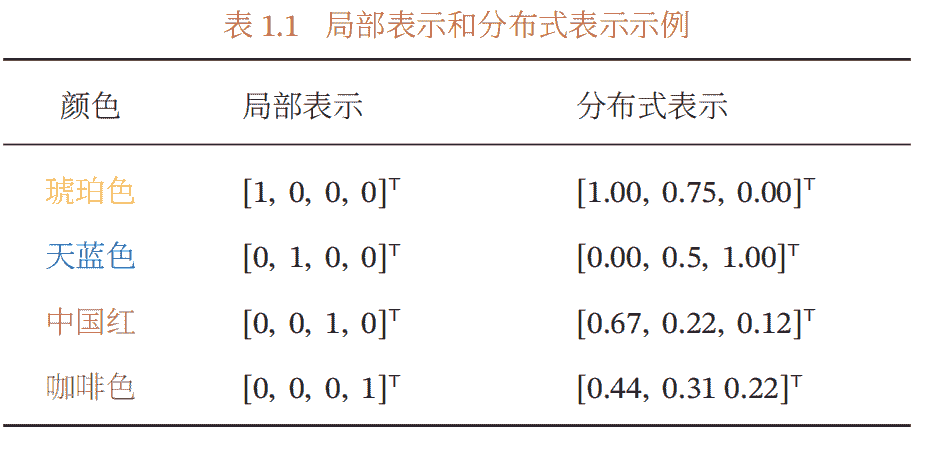 表 1.1 局部表示和分布式表示示例
颜色 局部表示 分布式表示
琥珀色 [1, 0, 0, 0]⊤ [1.00, 0.75, 0.00]⊤
天蓝色 [0, 1, 0, 0]⊤ [0.00, 0.5, 1.00]⊤
中国红 [0, 0, 1, 0]⊤ [0.67, 0.22, 0.12]⊤
咖啡色 [0, 0, 0, 1]⊤ [0.44, 0.31 0.22]⊤